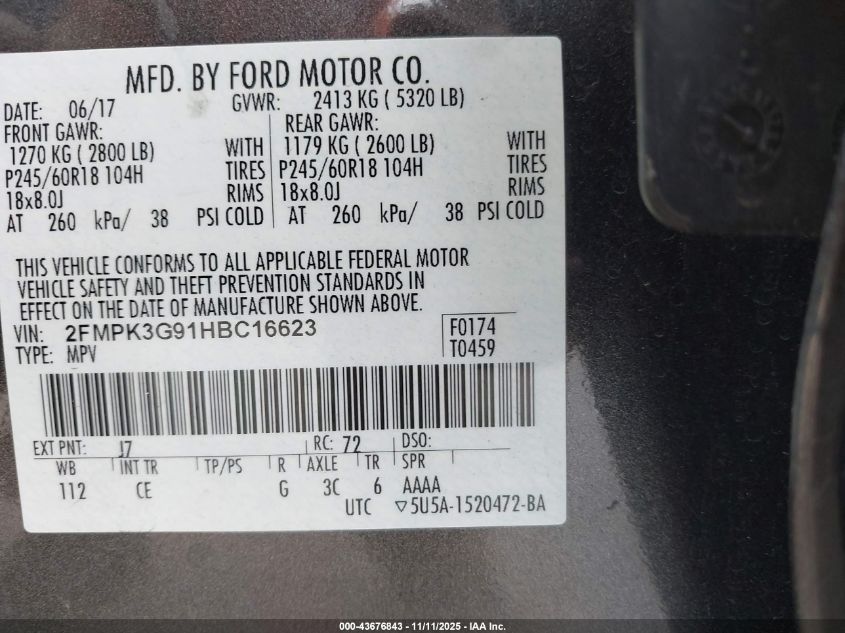 MFD. BY FORD MOTOR CO.
DATE: 06/17 GVWR: 2413 KG ( 5320 LB)
FRONT GAWR: REAR GAWR:
1270 KG ( 2800 LB) WITH 1179 KG ( 2600 LB) WITH
P245/60R18 104H TIRES P245/60R18 104H TIRES
18x8.0J RIMS 18x8.0J RIMS
AT 260 kPa/ 38 PSI COLD AT 260 kPa/ 38 PSI COLD
THIS VEHICLE CONFORMS TO ALL APPLICABLE FEDERAL MOTOR
VEHICLE SAFETY AND THEFT PREVENTION STANDARDS IN
EFFECT ON THE DATE OF MANUFACTURE SHOWN ABOVE.
VIN: 2FMPK3G91HBC16623 F0174
TYPE: MPV T0459
EXT PNT: J7 RC: 72 DSO:
WB INT TR TP/PS R AXLE TR SPR
112 CE G 3C 6 AAAA
UTC ▽5U5A-1520472-BA
000-43676843 - 11/11/2025 - IAA Inc.